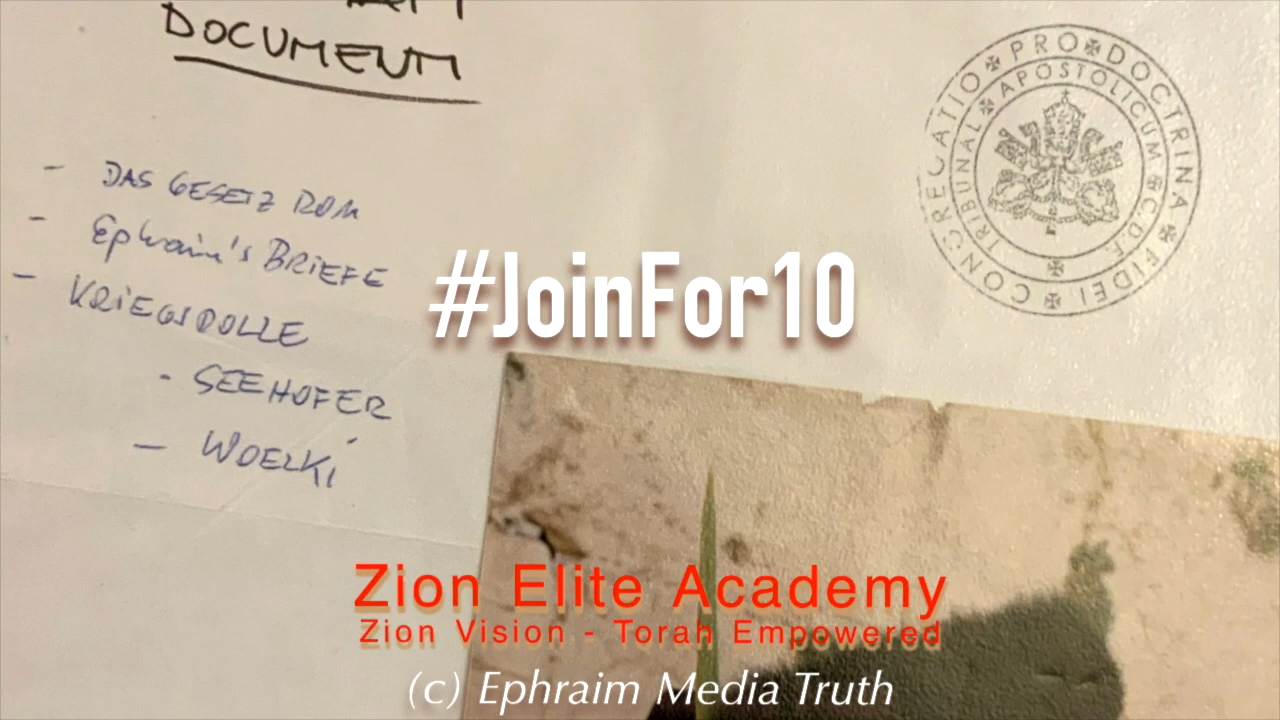 DOCUMENTI
- DAS GESETZ ROM
- Ephraim's BRIEFE
- KRIEGSROLLE
- SEEHOFER
- WOELKI
CONGREGATIO ✠ PRO ✠ DOCTRINA ✠ FIDEI ✠
TRIBUNAL ✠ APOSTOLICUM ✠ C.D.F. ✠
#JoinFor10
Zion Elite Academy
Zion Vision - Torah Empowered
(c) Ephraim Media Truth